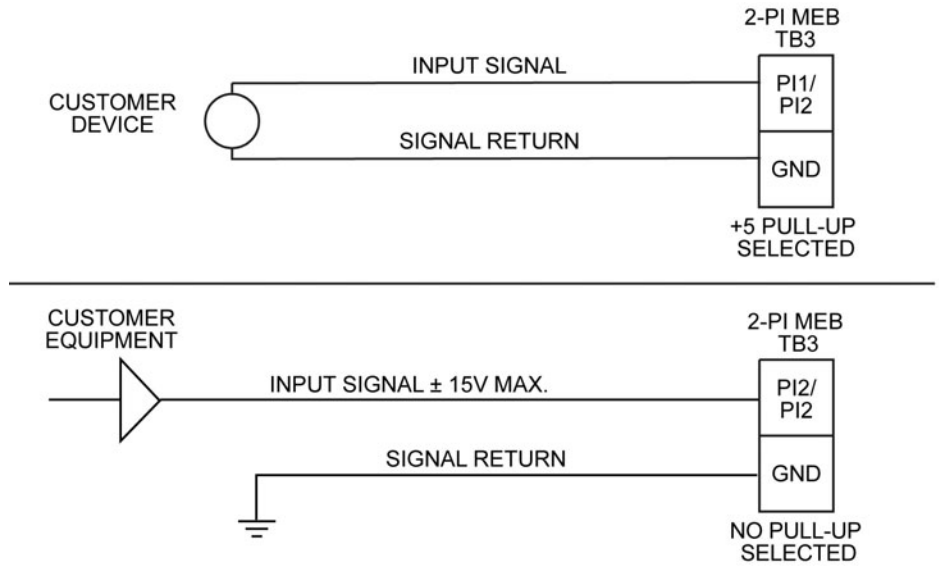 2-PI MEB
TB3
INPUT SIGNAL
PI1/
PI2
CUSTOMER
DEVICE
SIGNAL RETURN
GND
+5 PULL-UP
SELECTED
CUSTOMER
EQUIPMENT
2-PI MEB
TB3
INPUT SIGNAL ± 15V MAX.
PI2/
PI2
SIGNAL RETURN
GND
NO PULL-UP
SELECTED